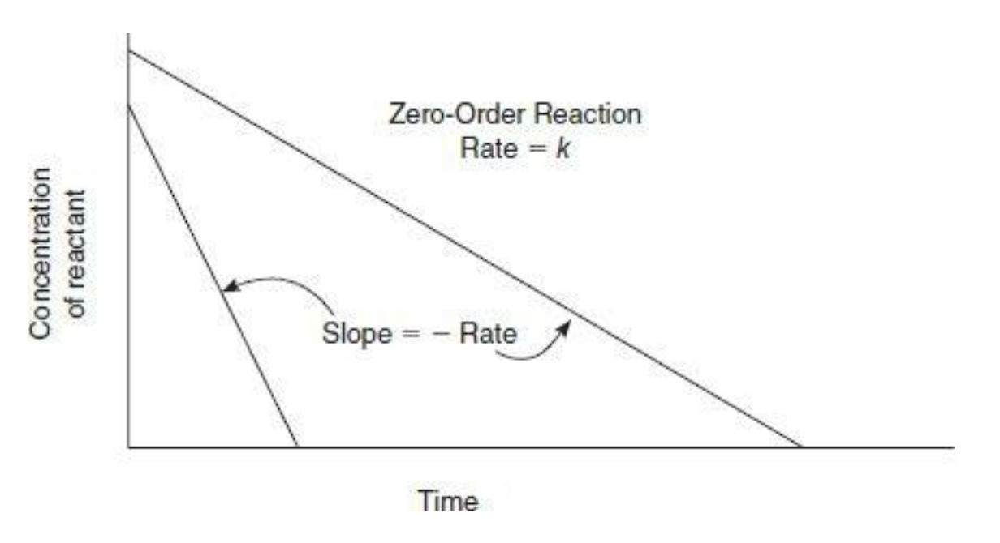 Zero-Order Reaction
Rate = k
Concentration
of reactant
Slope = − Rate
Time